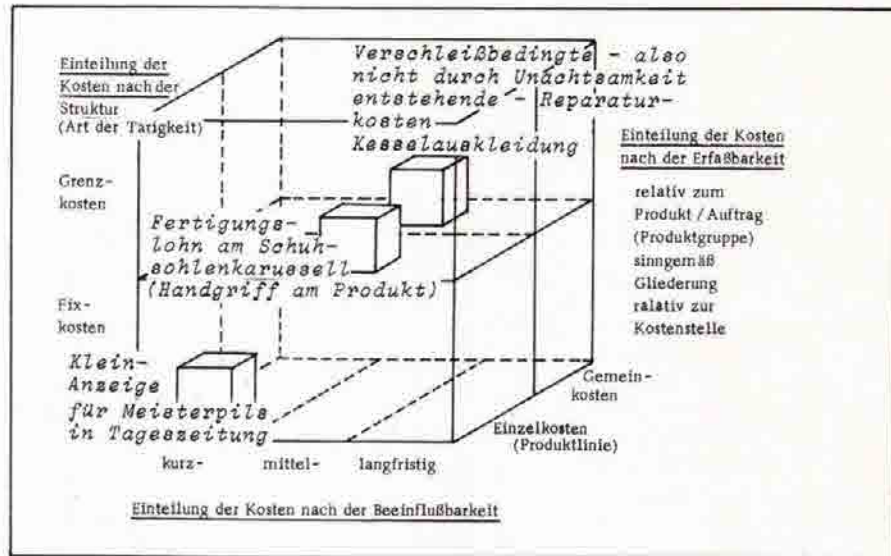 Einteilung der
Kosten nach der
Struktur
(Art der Tätigkeit)
Verschleißbedingte - also
nicht durch Unachtsamkeit
entstehende - Reparatur-
kosten
Kesselauskleidung
Einteilung der Kosten
nach der Erfaßbarkeit
relativ zum
Produkt / Auftrag
(Produktgruppe)
sinngemäß
Gliederung
ralativ zur
Kostenstelle
Grenz-
kosten
Fertigungs-
lohn am Schuh-
sohlenkarussell
(Handgriff am Produkt)
Fix-
kosten
Klein-
Anzeige
für Meisterpils
in Tageszeitung
Gemein-
kosten
Einzelkosten
(Produktlinie)
kurz- mittel- langfristig
Einteilung der Kosten nach der Beeinflußbarkeit